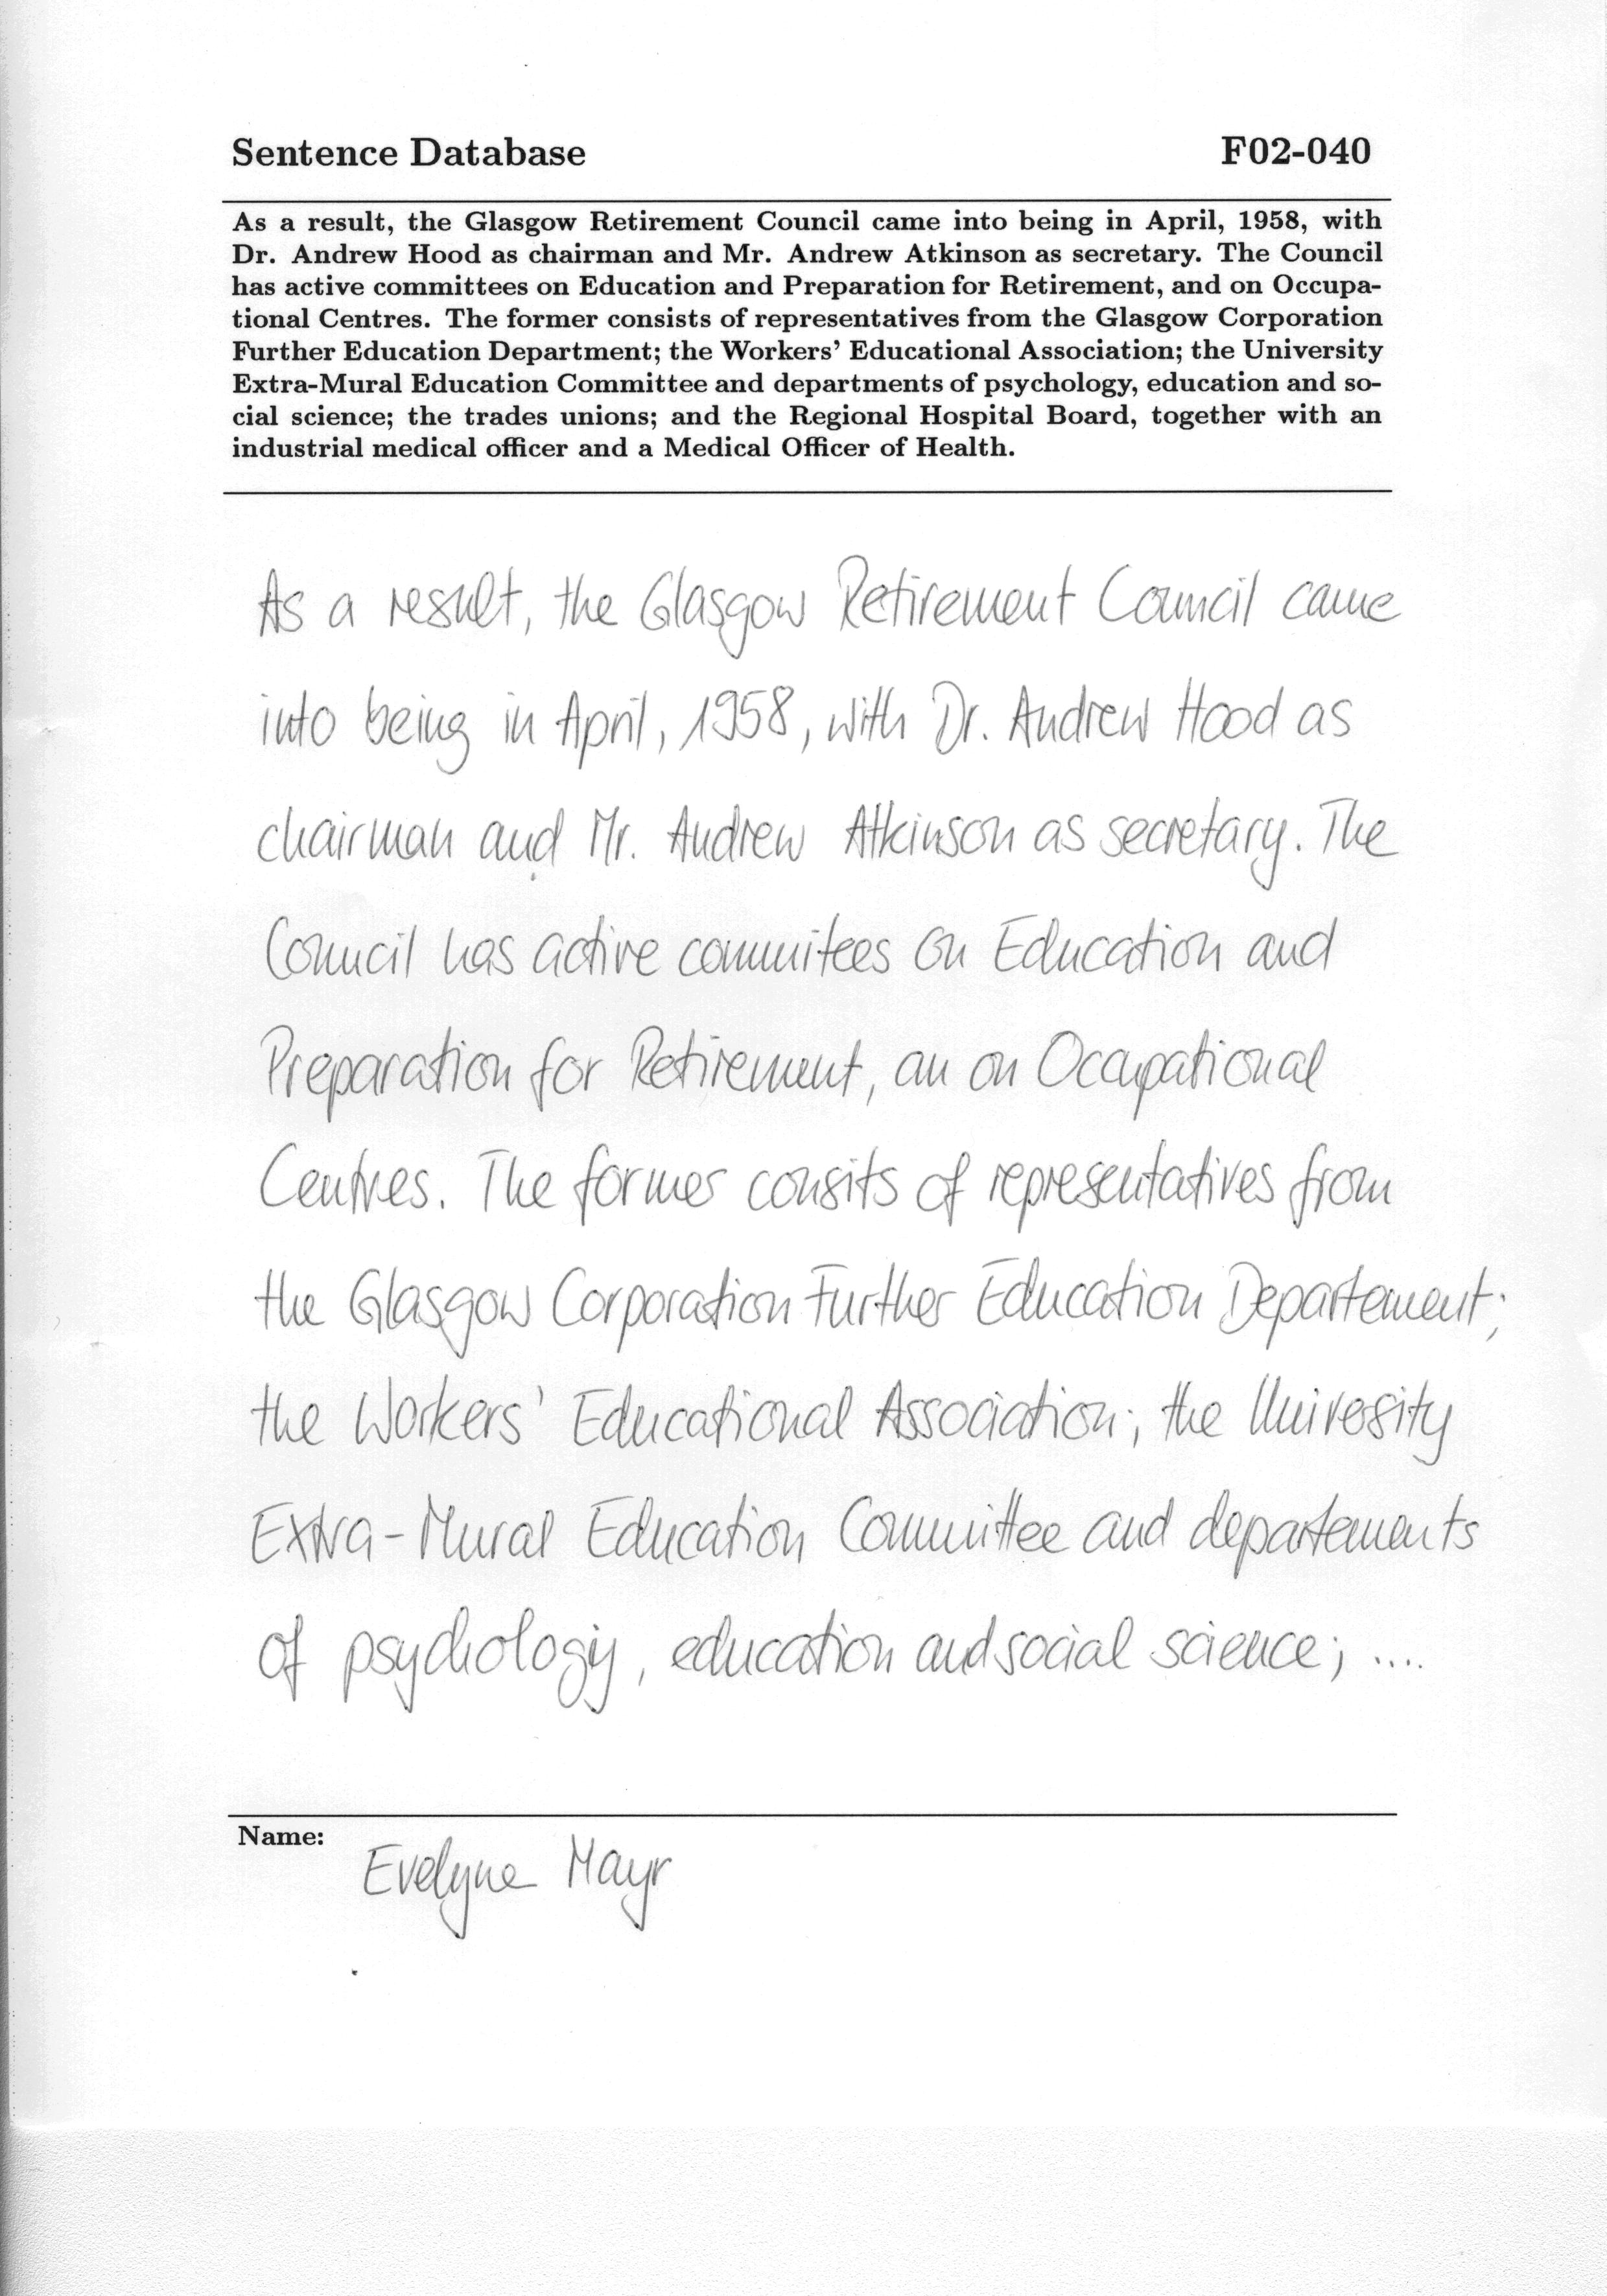 Sentence Database F02-040
As a result, the Glasgow Retirement Council came into being in April, 1958, with
Dr. Andrew Hood as chairman and Mr. Andrew Atkinson as secretary. The Council
has active committees on Education and Preparation for Retirement, and on Occupa-
tional Centres. The former consists of representatives from the Glasgow Corporation
Further Education Department; the Workers' Educational Association; the University
Extra-Mural Education Committee and departments of psychology, education and so-
cial science; the trades unions; and the Regional Hospital Board, together with an
industrial medical officer and a Medical Officer of Health.
As a result, the Glasgow Retirement Council came
into being in April, 1958, with Dr. Andrew Hood as
chairman and Mr. Andrew Atkinson as secretary. The
Council has active commitees on Education and
Preparation for Retirement, an on Occupational
Centres. The former consits of representatives from
the Glasgow Corporation Further Education Departement;
the Workers' Educational Association; the Univesity
Extra-Mural Education Committee and departements
of psychology, education and social science; ....
Name:
Evelyne Mayr